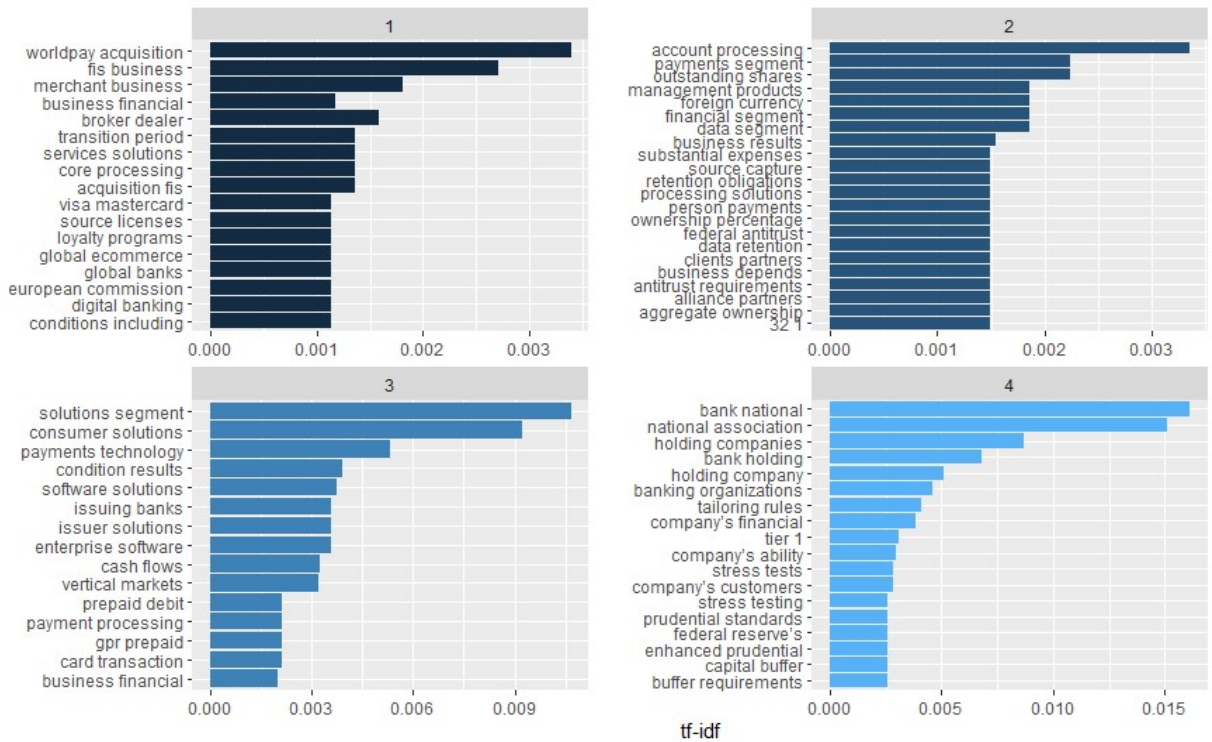 1
worldpay acquisition
fis business
merchant business
business financial
broker dealer
transition period
services solutions
core processing
acquisition fis
visa mastercard
source licenses
loyalty programs
global ecommerce
global banks
european commission
digital banking
conditions including
0.000 0.001 0.002 0.003
2
account processing
payments segment
outstanding shares
management products
foreign currency
financial segment
data segment
business results
substantial expenses
source capture
retention obligations
processing solutions
person payments
ownership percentage
federal antitrust
data retention
clients partners
business depends
antitrust requirements
alliance partners
aggregate ownership
32 1
0.000 0.001 0.002 0.003
3
solutions segment
consumer solutions
payments technology
condition results
software solutions
issuing banks
issuer solutions
enterprise software
cash flows
vertical markets
prepaid debit
payment processing
gpr prepaid
card transaction
business financial
0.000 0.003 0.006 0.009
4
bank national
national association
holding companies
bank holding
holding company
banking organizations
tailoring rules
company's financial
tier 1
company's ability
stress tests
company's customers
stress testing
prudential standards
federal reserve's
enhanced prudential
capital buffer
buffer requirements
0.000 0.005 0.010 0.015
tf-idf